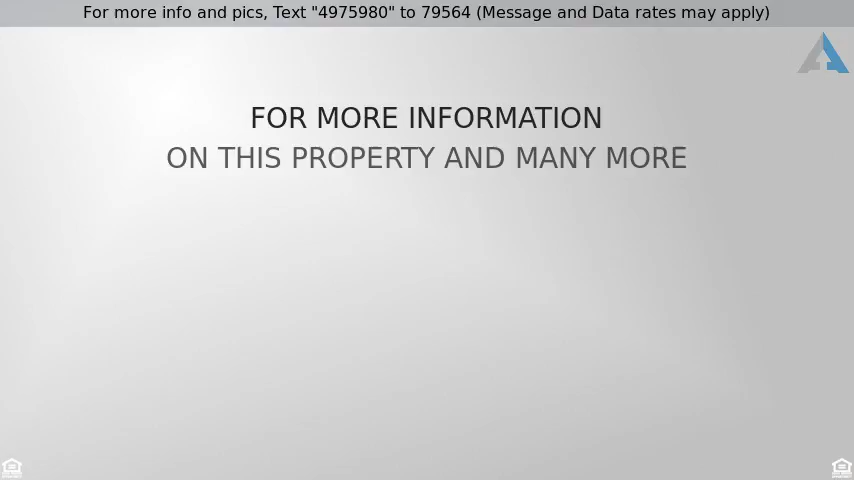 For more info and pics, Text "4975980" to 79564 (Message and Data rates may apply)
FOR MORE INFORMATION
ON THIS PROPERTY AND MANY MORE